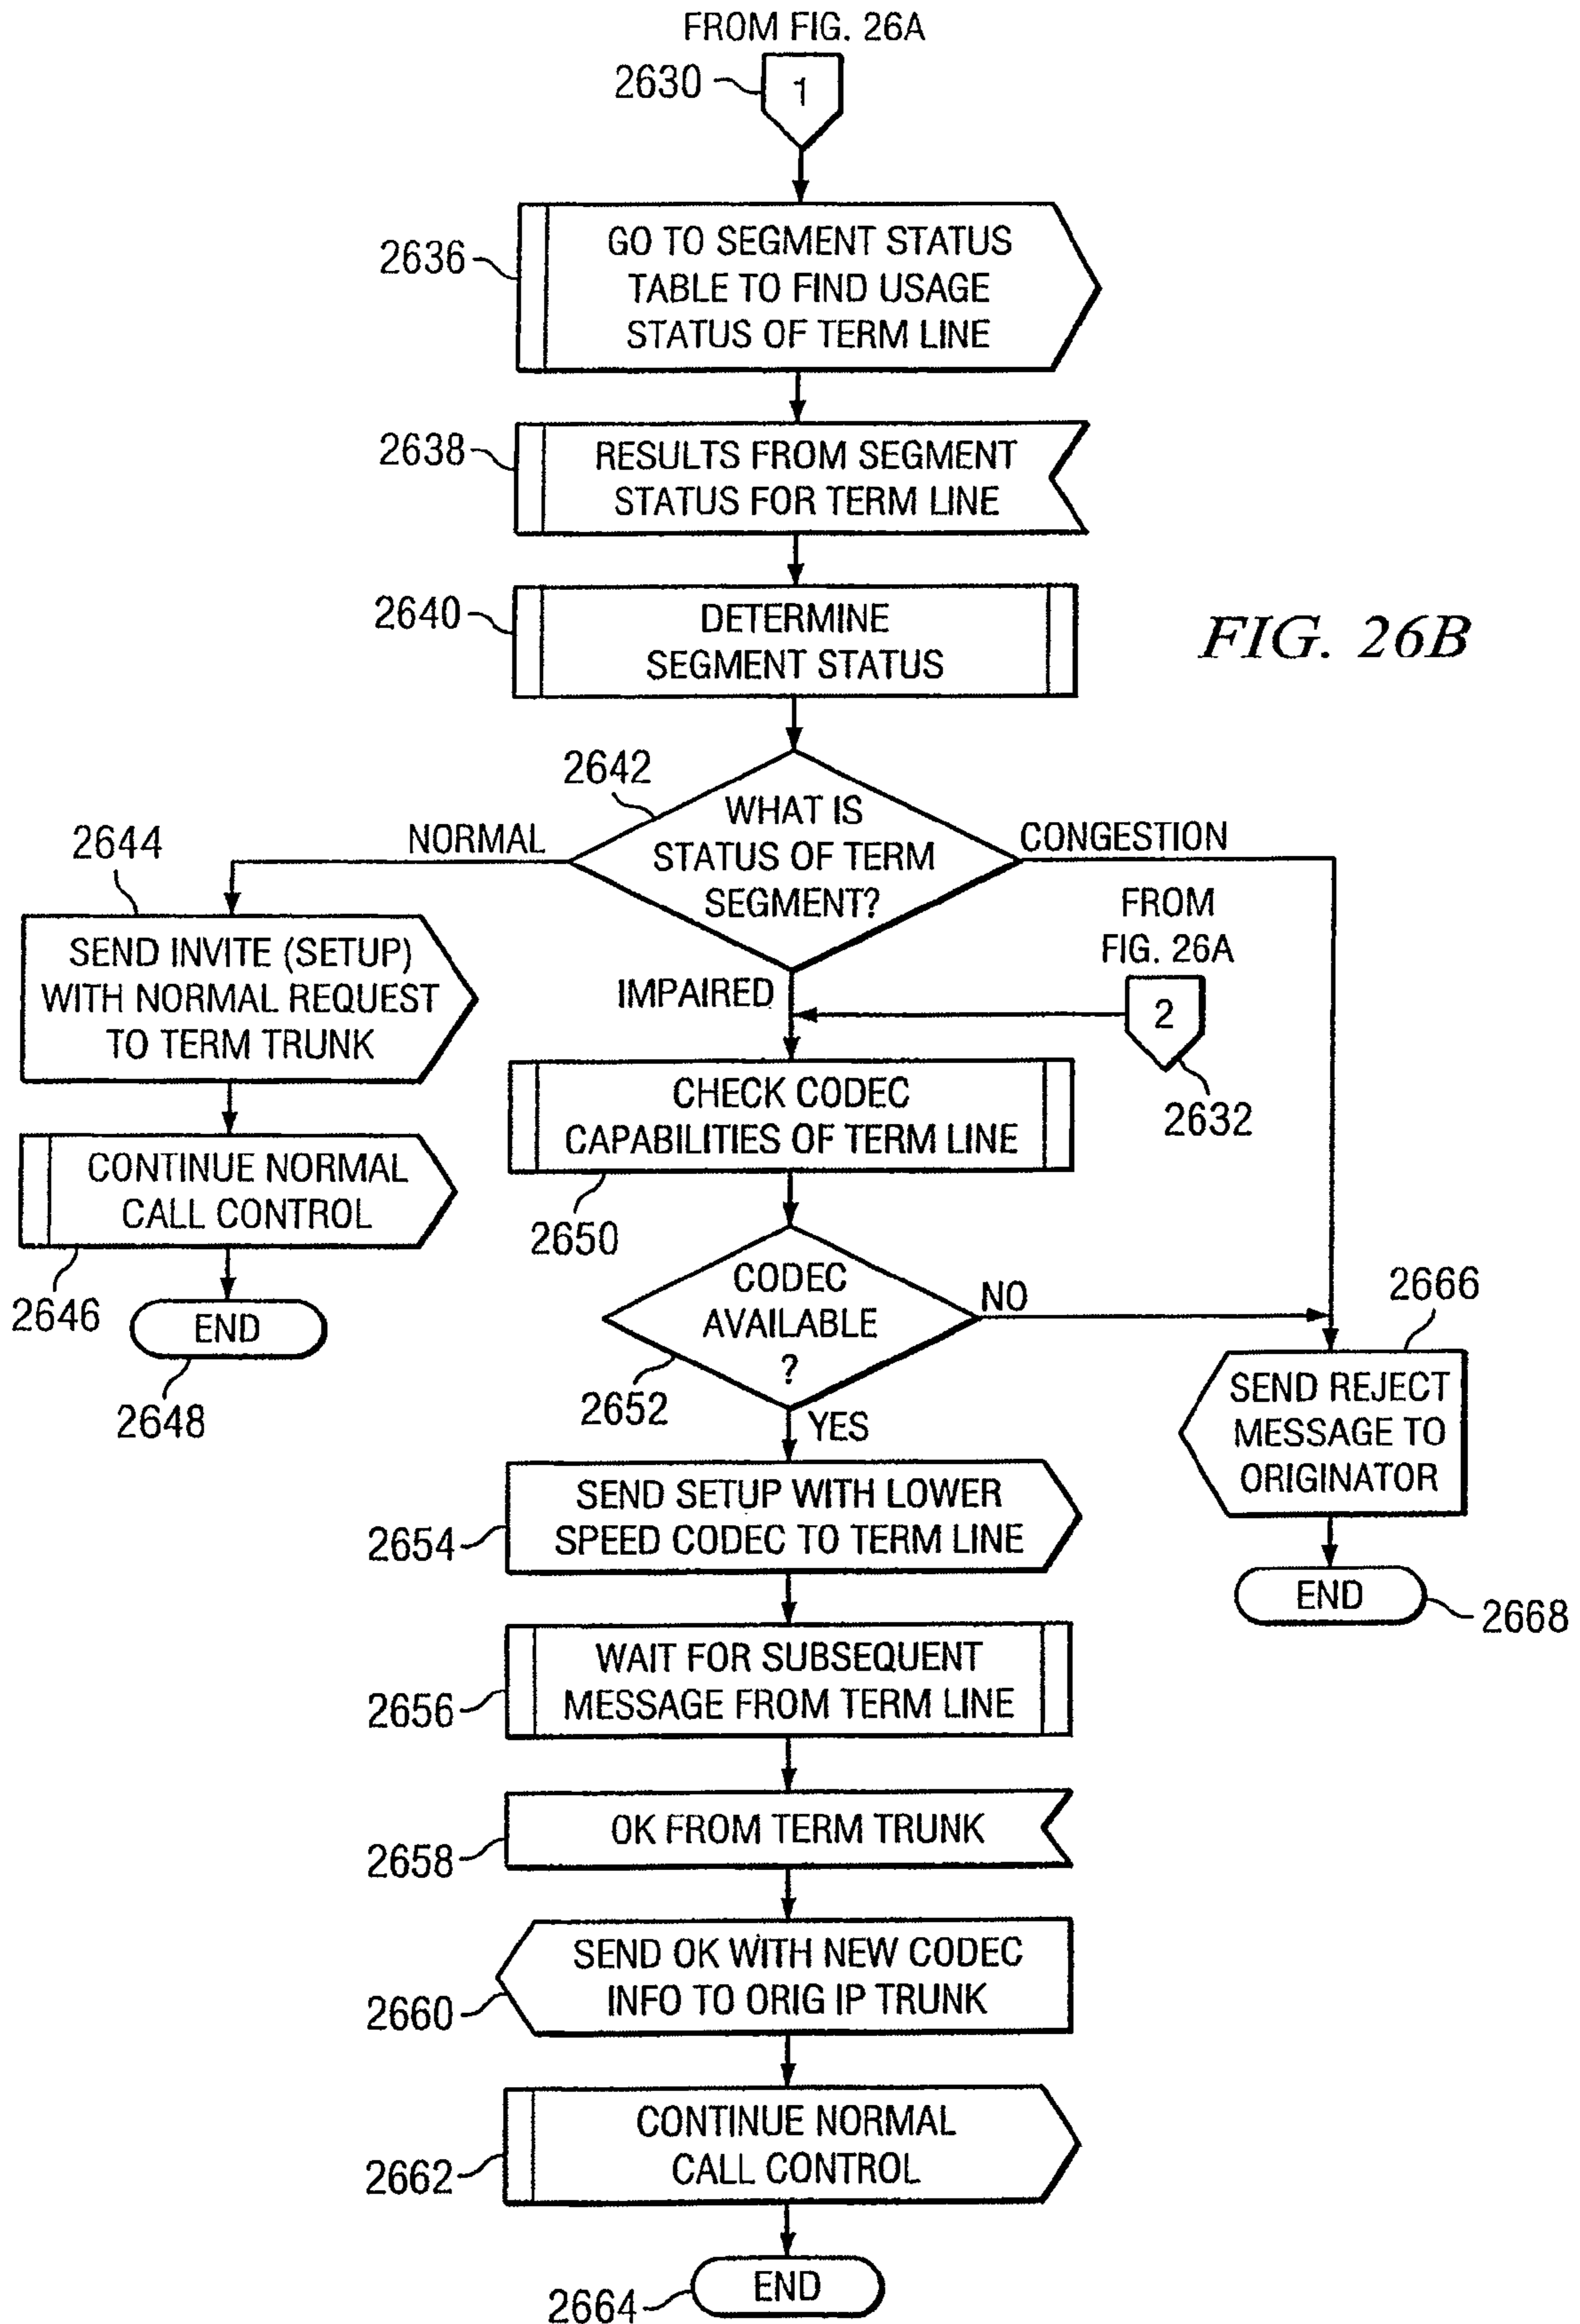 FROM FIG. 26A
2630
1
2636
GO TO SEGMENT STATUS
TABLE TO FIND USAGE
STATUS OF TERM LINE
2638
RESULTS FROM SEGMENT
STATUS FOR TERM LINE
2640
DETERMINE
SEGMENT STATUS
FIG. 26B
2642
WHAT IS
STATUS OF TERM
SEGMENT?
NORMAL
CONGESTION
2644
SEND INVITE (SETUP)
WITH NORMAL REQUEST
TO TERM TRUNK
CONTINUE NORMAL
CALL CONTROL
2646
END
2648
IMPAIRED
FROM
FIG. 26A
2
2632
CHECK CODEC
CAPABILITIES OF TERM LINE
2650
CODEC
AVAILABLE
?
2652
NO
YES
2666
SEND REJECT
MESSAGE TO
ORIGINATOR
END
2668
SEND SETUP WITH LOWER
SPEED CODEC TO TERM LINE
2654
WAIT FOR SUBSEQUENT
MESSAGE FROM TERM LINE
2656
OK FROM TERM TRUNK
2658
SEND OK WITH NEW CODEC
INFO TO ORIG IP TRUNK
2660
CONTINUE NORMAL
CALL CONTROL
2662
END
2664